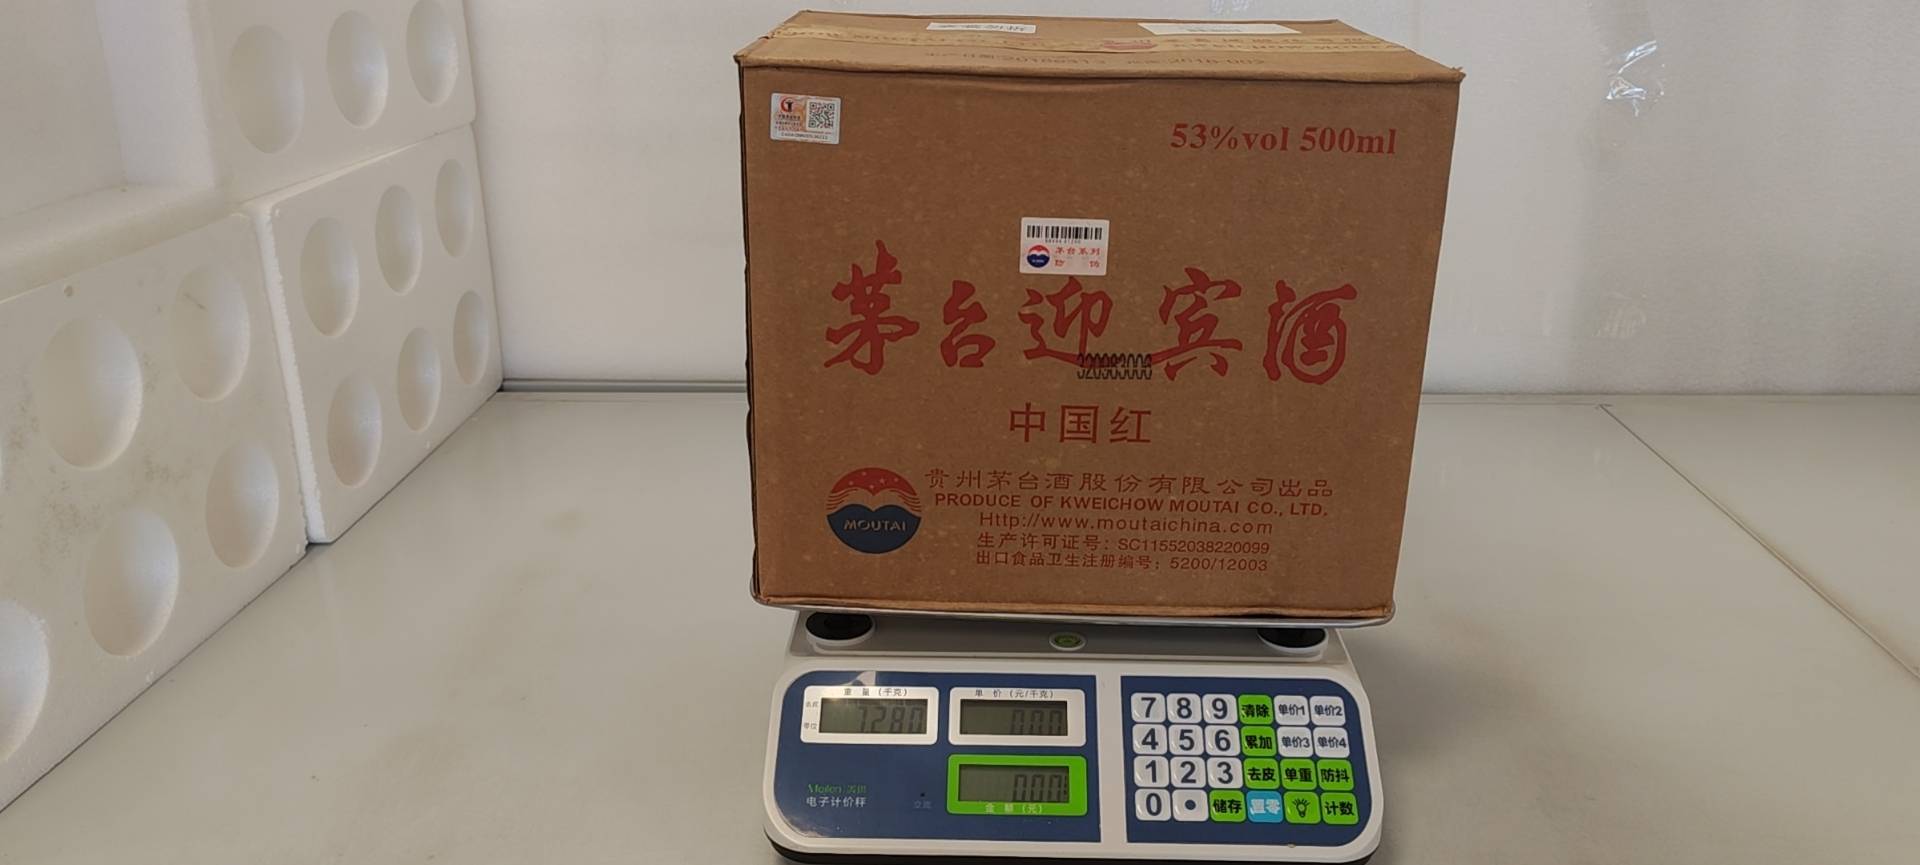 KWEICHOW MOUTAI
53%vol 500ml
茅台系列
防 伪
茅台迎宾酒
320983006
中国红
MOUTAI
贵州茅台酒股份有限公司出品
PRODUCE OF KWEICHOW MOUTAI CO., LTD.
Http://www.moutaichina.com
生产许可证号：SC11552038220099
出口食品卫生注册编号：5200/12003
重 量（千克）
单 价（元/千克）
7.280
0.00
0.00
金 额（元）
电子计价秤
7 8 9 清除 单价1 单价2
4 5 6 累加 单价3 单价4
1 2 3 去皮 单重 防抖
0 • 储存 置零 计数